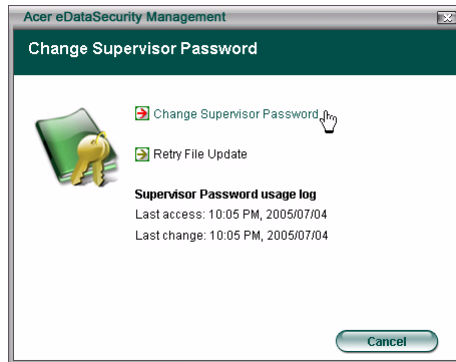 Acer eDataSecurity Management
Change Supervisor Password
Change Supervisor Password
Retry File Update
Supervisor Password usage log
Last access: 10:05 PM, 2005/07/04
Last change: 10:05 PM, 2005/07/04
Cancel